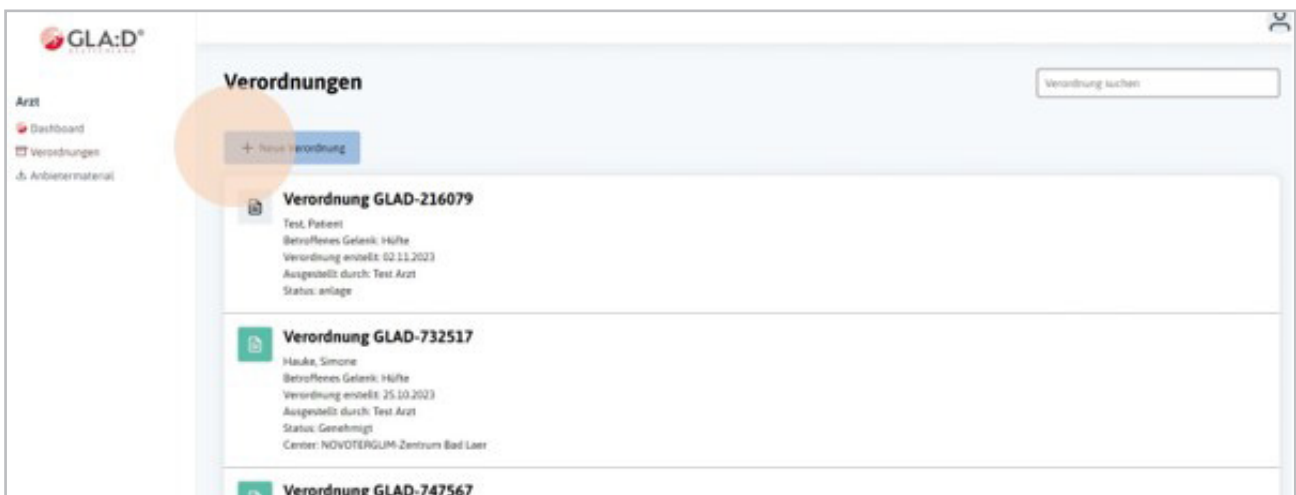 GLA:D®
Verordnungen
Verordnung suchen
Arzt
Dashboard
Verordnungen
Anbietermaterial
+ Neue Verordnung
Verordnung GLAD-216079
Test, Patient
Betroffenes Gelenk: Hüfte
Verordnung erstellt: 02.11.2023
Ausgestellt durch: Test Arzt
Status: anlage
Verordnung GLAD-732517
Hauke, Simone
Betroffenes Gelenk: Hüfte
Verordnung erstellt: 25.10.2023
Ausgestellt durch: Test Arzt
Status: Genehmigt
Center: NOVOTERGUM-Zentrum Bad Laer
Verordnung GLAD-747567